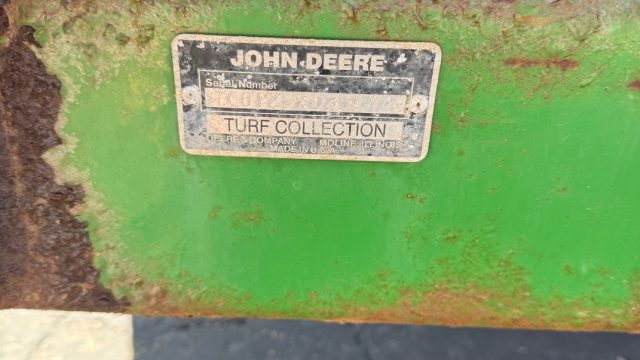 JOHN DEERE
Serial Number
TURF COLLECTION
DEERE & COMPANY MOLINE, ILLINOIS
MADE IN U.S.A.